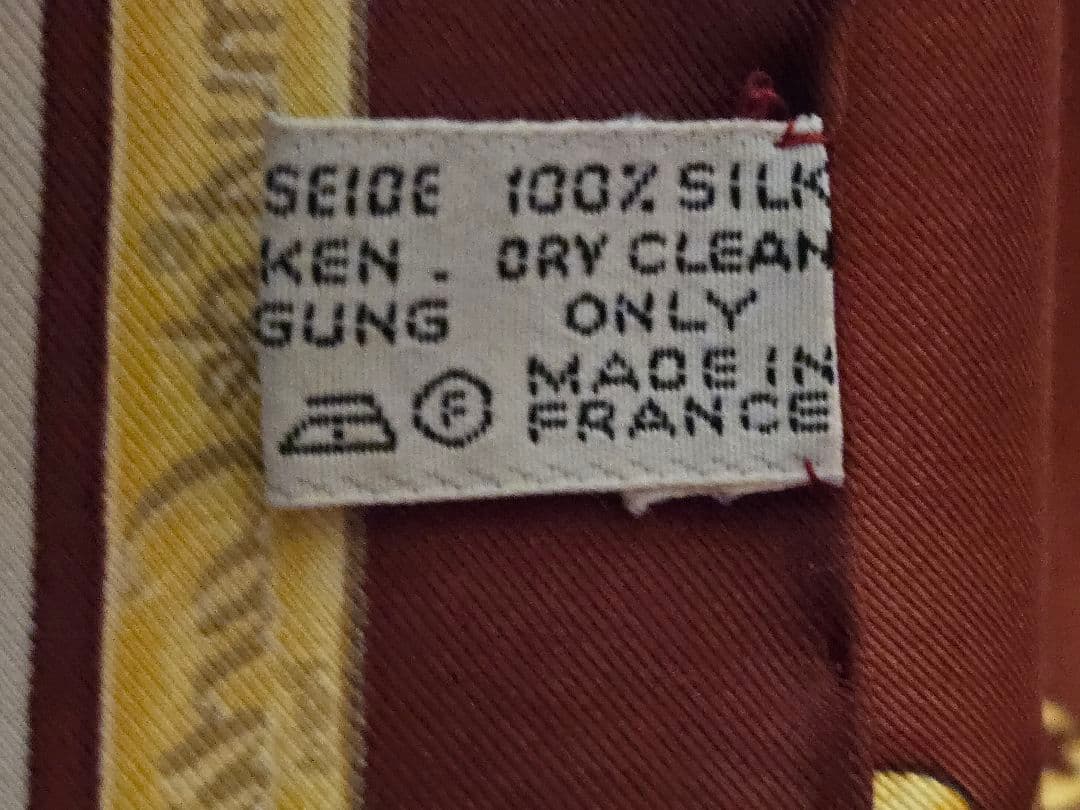 SEIDE 100% SILK
KEN . DRY CLEAN
GUNG ONLY
MADE IN
F FRANCE